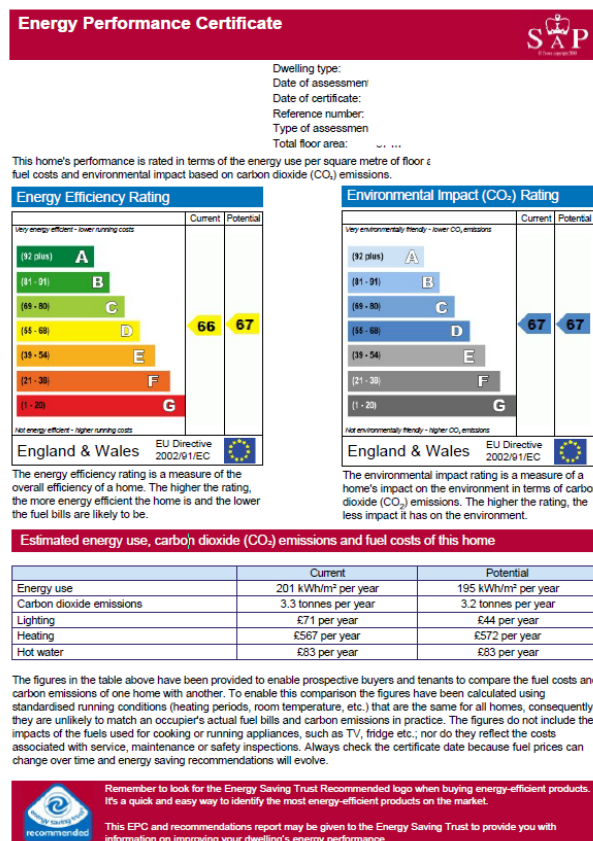 Energy Performance Certificate
SAP
Dwelling type:
Date of assessmen
Date of certificate:
Reference number:
Type of assessmen
Total floor area:
This home's performance is rated in terms of the energy use per square metre of floor a
fuel costs and environmental impact based on carbon dioxide (CO₂) emissions.
Energy Efficiency Rating
Current Potential
Very energy efficient - lower running costs
(92 plus) A
(81 - 91) B
(69 - 80) C
(55 - 68) D
(39 - 54) E
(21 - 38) F
(1 - 20) G
66 67
Not energy efficient - higher running costs
England & Wales
EU Directive
2002/91/EC
The energy efficiency rating is a measure of the
overall efficiency of a home. The higher the rating,
the more energy efficient the home is and the lower
the fuel bills are likely to be.
Environmental Impact (CO₂) Rating
Current Potential
Very environmentally friendly - lower CO₂ emissions
(92 plus) A
(81 - 91) B
(69 - 80) C
(55 - 68) D
(39 - 54) E
(21 - 38) F
(1 - 20) G
67 67
Not environmentally friendly - higher CO₂ emissions
England & Wales
EU Directive
2002/91/EC
The environmental impact rating is a measure of a
home's impact on the environment in terms of carbo
dioxide (CO₂) emissions. The higher the rating, the
less impact it has on the environment.
Estimated energy use, carbon dioxide (CO₂) emissions and fuel costs of this home
Current Potential
Energy use 201 kWh/m² per year 195 kWh/m² per year
Carbon dioxide emissions 3.3 tonnes per year 3.2 tonnes per year
Lighting £71 per year £44 per year
Heating £567 per year £572 per year
Hot water £83 per year £83 per year
The figures in the table above have been provided to enable prospective buyers and tenants to compare the fuel costs and
carbon emissions of one home with another. To enable this comparison the figures have been calculated using
standardised running conditions (heating periods, room temperature, etc.) that are the same for all homes, consequently
they are unlikely to match an occupier's actual fuel bills and carbon emissions in practice. The figures do not include the
impacts of the fuels used for cooking or running appliances, such as TV, fridge etc.; nor do they reflect the costs
associated with service, maintenance or safety inspections. Always check the certificate date because fuel prices can
change over time and energy saving recommendations will evolve.
energy saving trust
recommended
Remember to look for the Energy Saving Trust Recommended logo when buying energy-efficient products.
It's a quick and easy way to identify the most energy-efficient products on the market.
This EPC and recommendations report may be given to the Energy Saving Trust to provide you with
information on improving your dwelling's energy performance.